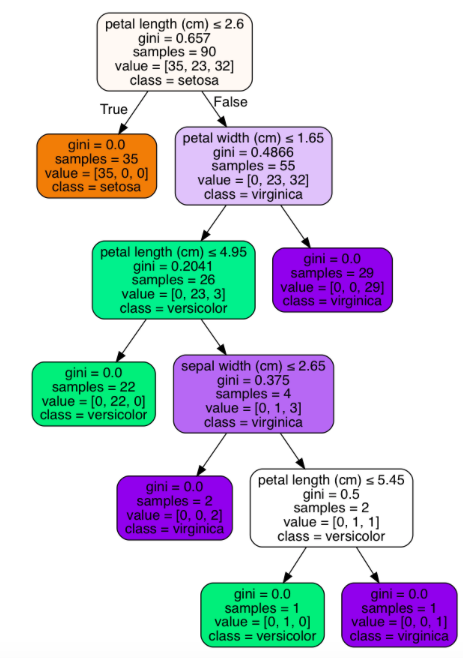 petal length (cm) ≤ 2.6
gini = 0.657
samples = 90
value = [35, 23, 32]
class = setosa
True
False
gini = 0.0
samples = 35
value = [35, 0, 0]
class = setosa
petal width (cm) ≤ 1.65
gini = 0.4866
samples = 55
value = [0, 23, 32]
class = virginica
petal length (cm) ≤ 4.95
gini = 0.2041
samples = 26
value = [0, 23, 3]
class = versicolor
gini = 0.0
samples = 29
value = [0, 0, 29]
class = virginica
gini = 0.0
samples = 22
value = [0, 22, 0]
class = versicolor
sepal width (cm) ≤ 2.65
gini = 0.375
samples = 4
value = [0, 1, 3]
class = virginica
gini = 0.0
samples = 2
value = [0, 0, 2]
class = virginica
petal length (cm) ≤ 5.45
gini = 0.5
samples = 2
value = [0, 1, 1]
class = versicolor
gini = 0.0
samples = 1
value = [0, 1, 0]
class = versicolor
gini = 0.0
samples = 1
value = [0, 0, 1]
class = virginica